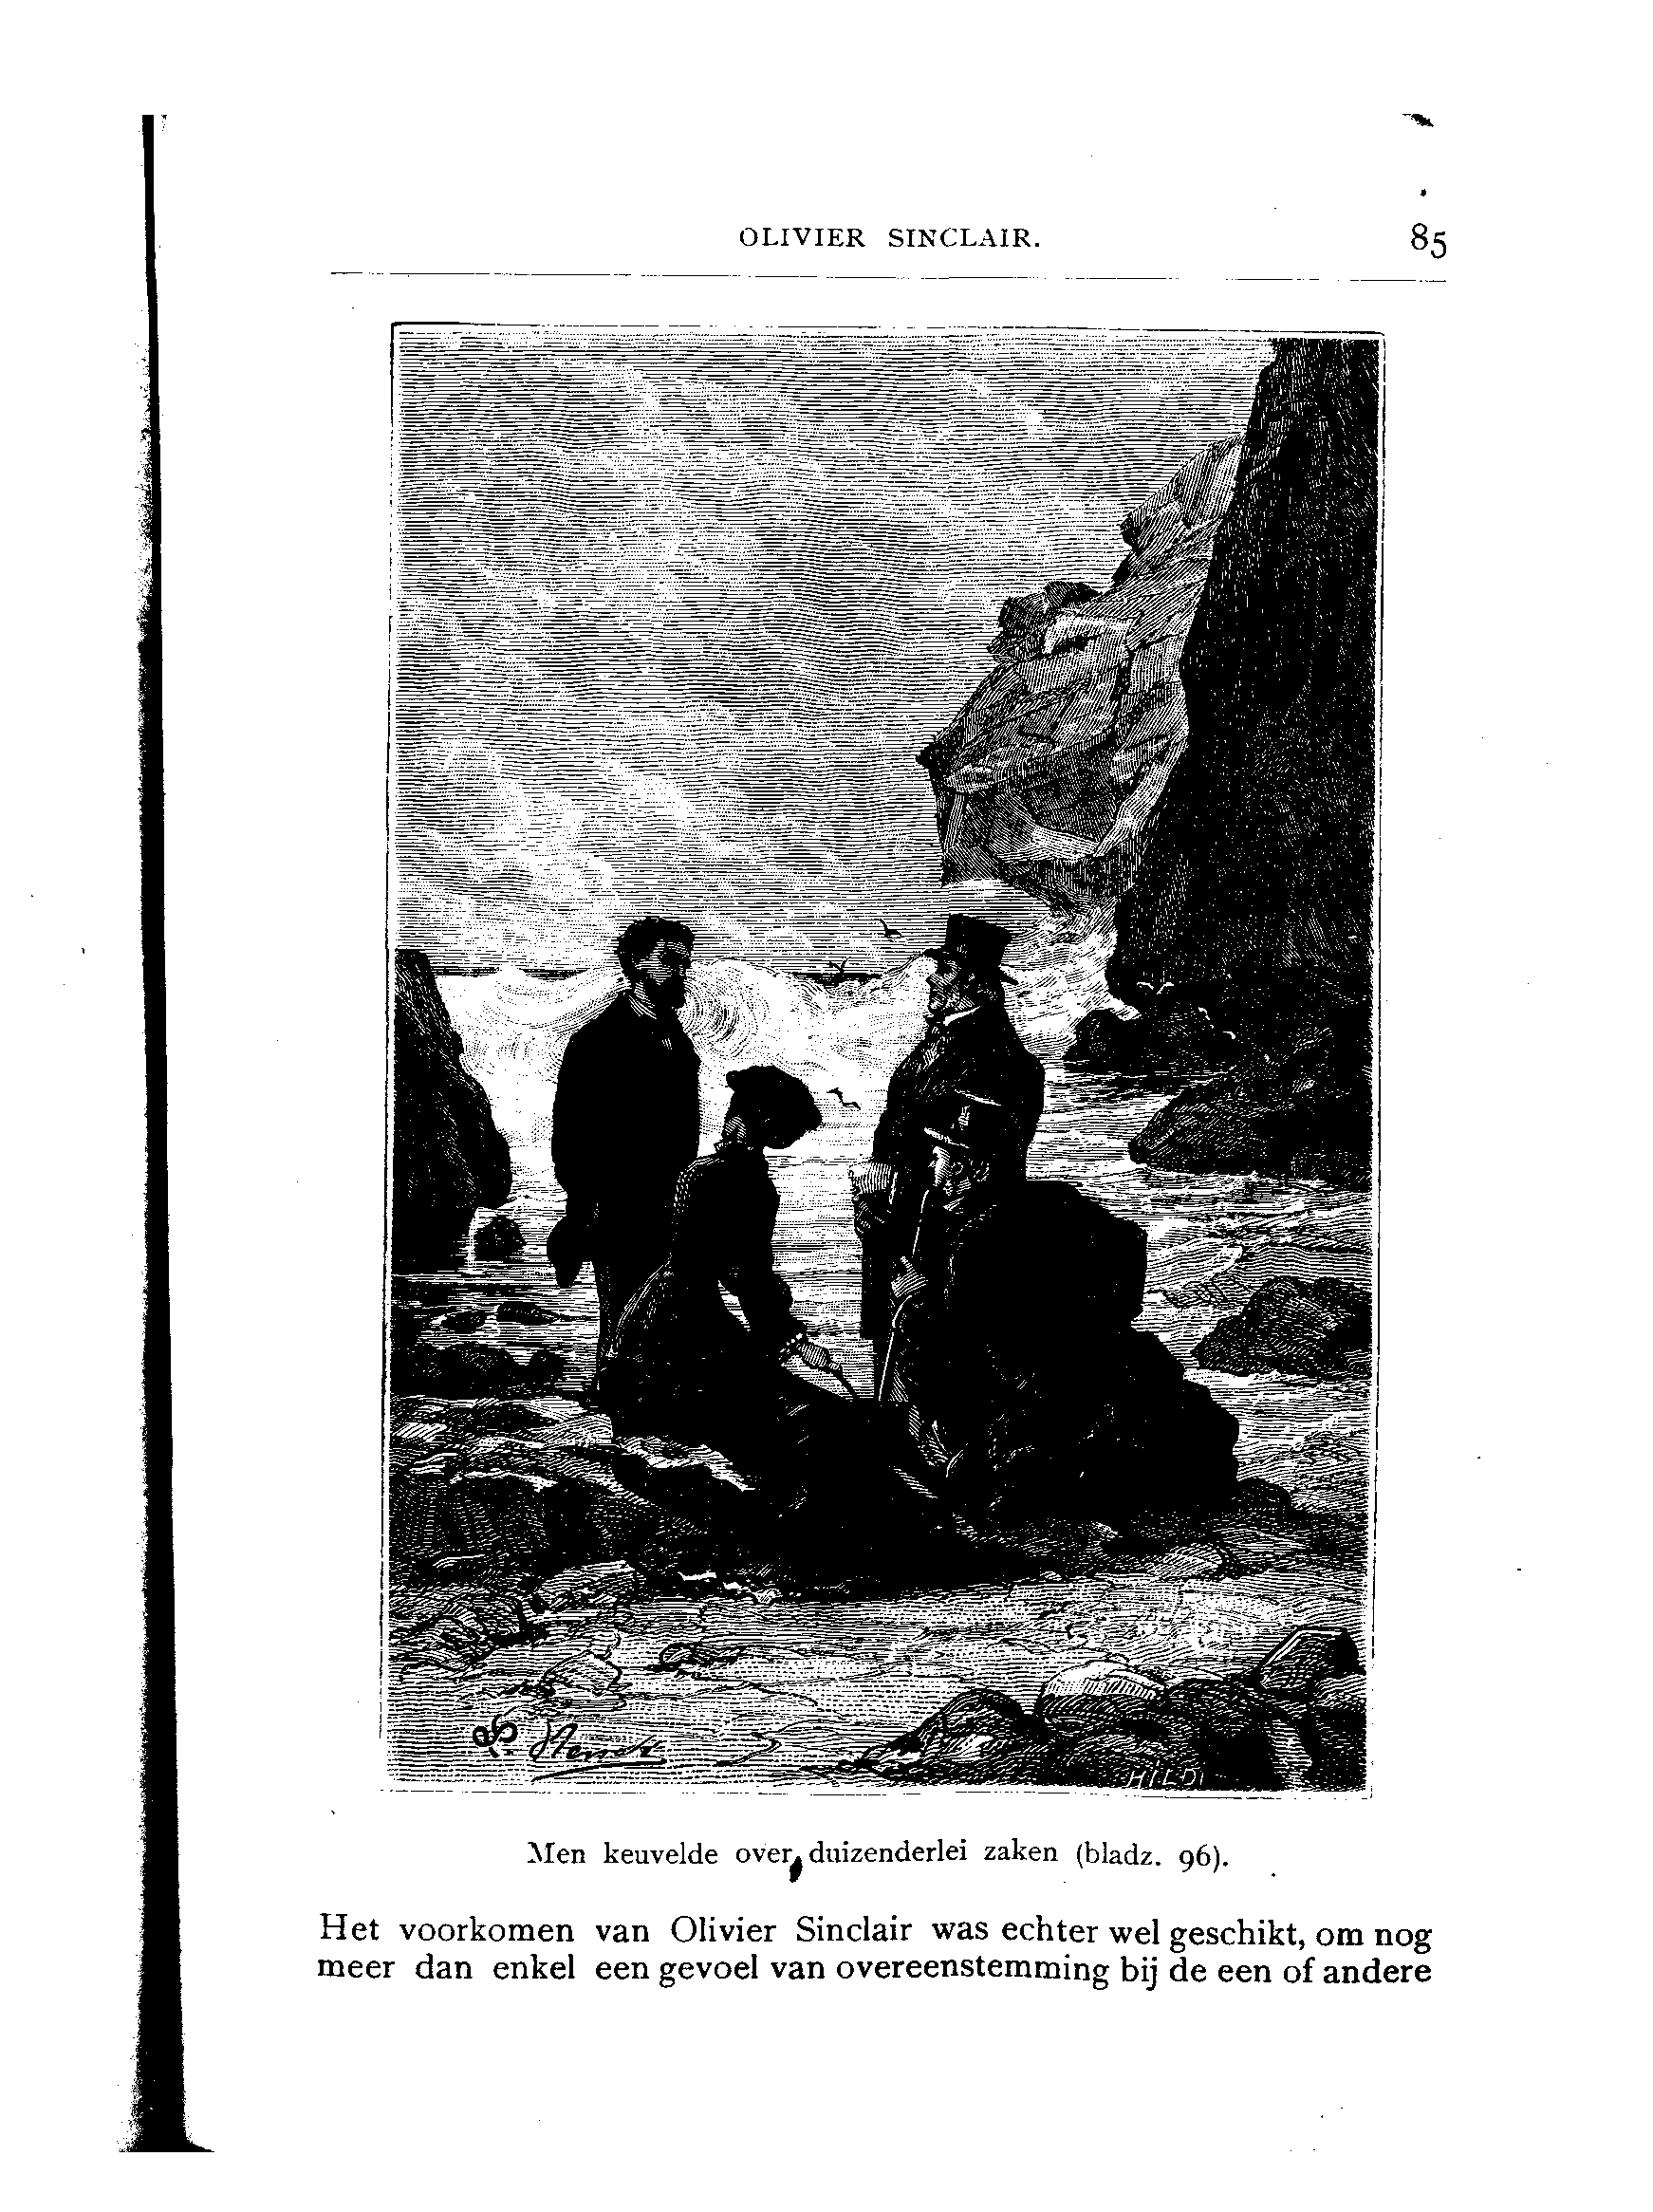 OLIVIER SINCLAIR.
85
HILDI
Men keuvelde over duizenderlei zaken (bladz. 96).
Het voorkomen van Olivier Sinclair was echter wel geschikt, om nog
meer dan enkel een gevoel van overeenstemming bij de een of andere